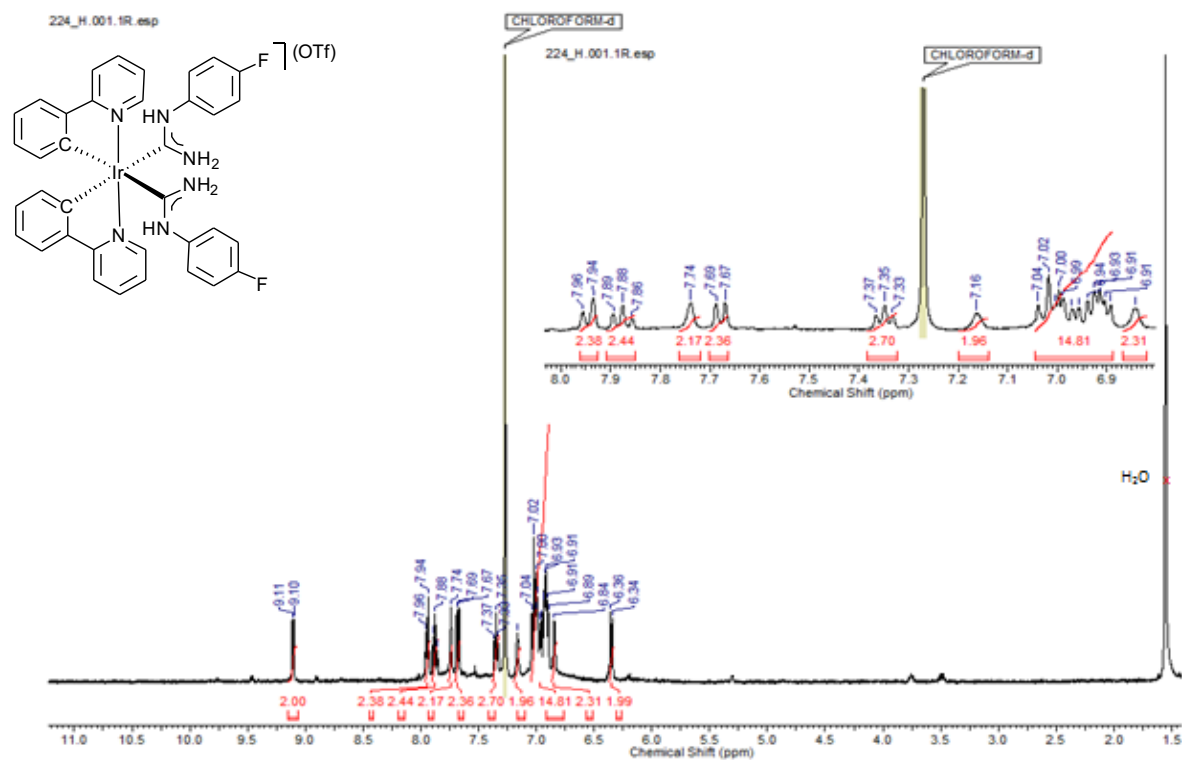 224_H.001.1R.esp
CHLOROFORM-d
(OTf)
F
N
HN
NH2
C
Ir
NH2
C
HN
N
F
224_H.001.1R.esp
CHLOROFORM-d
7.96 7.94 7.89 7.88 7.86 7.74 7.69 7.67 7.37 7.35 7.33 7.16 7.04 7.02 7.00 6.99 6.94 6.93 6.91 6.91
2.38 2.44 2.17 2.36 2.70 1.96 14.81 2.31
8.0 7.9 7.8 7.7 7.6 7.5 7.4 7.3 7.2 7.1 7.0 6.9
Chemical Shift (ppm)
H2O
9.11 9.10 7.96 7.94 7.88 7.74 7.69 7.67 7.37 7.35 7.04 7.02 7.00 6.93 6.91 6.91 6.89 6.84 6.36 6.34
2.00 2.38 2.44 2.17 2.36 2.70 1.96 14.81 2.31 1.99
11.0 10.5 10.0 9.5 9.0 8.5 8.0 7.5 7.0 6.5 6.0 5.5 5.0 4.5 4.0 3.5 3.0 2.5 2.0 1.5
Chemical Shift (ppm)